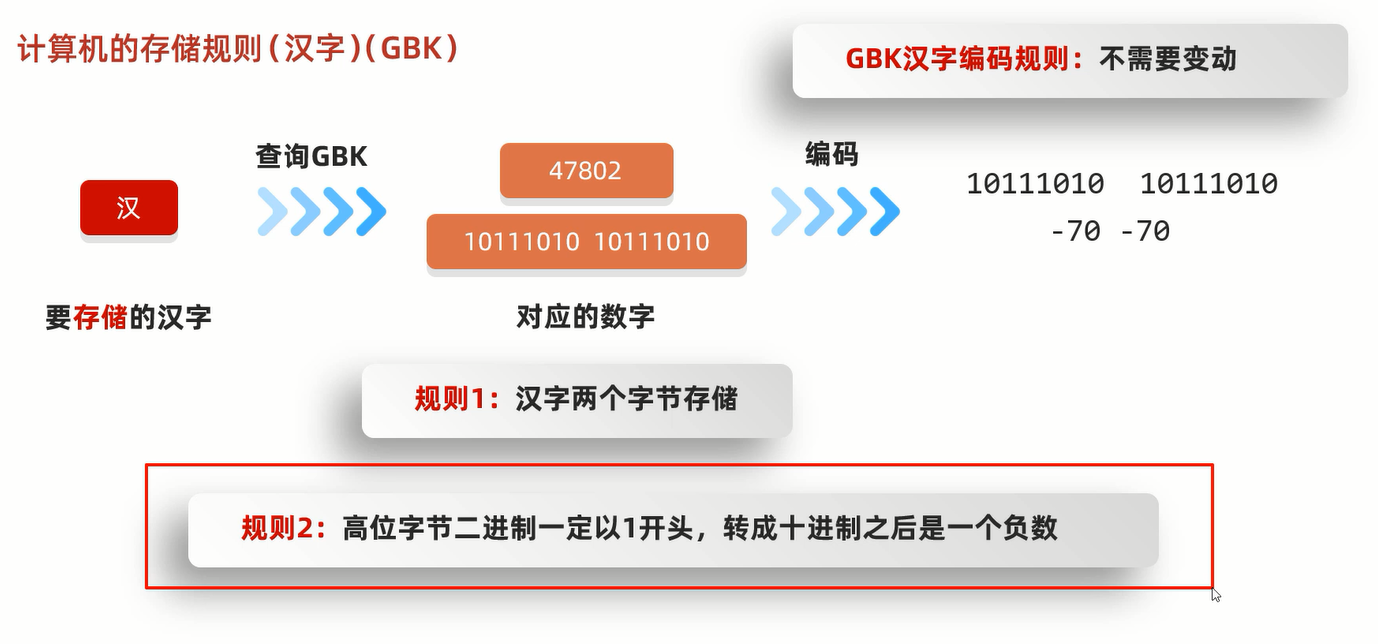 计算机的存储规则(汉字)(GBK)
GBK汉字编码规则：不需要变动
查询GBK
编码
汉
47802
10111010 10111010
10111010 10111010
-70 -70
要存储的汉字
对应的数字
规则1：汉字两个字节存储
规则2：高位字节二进制一定以1开头，转成十进制之后是一个负数